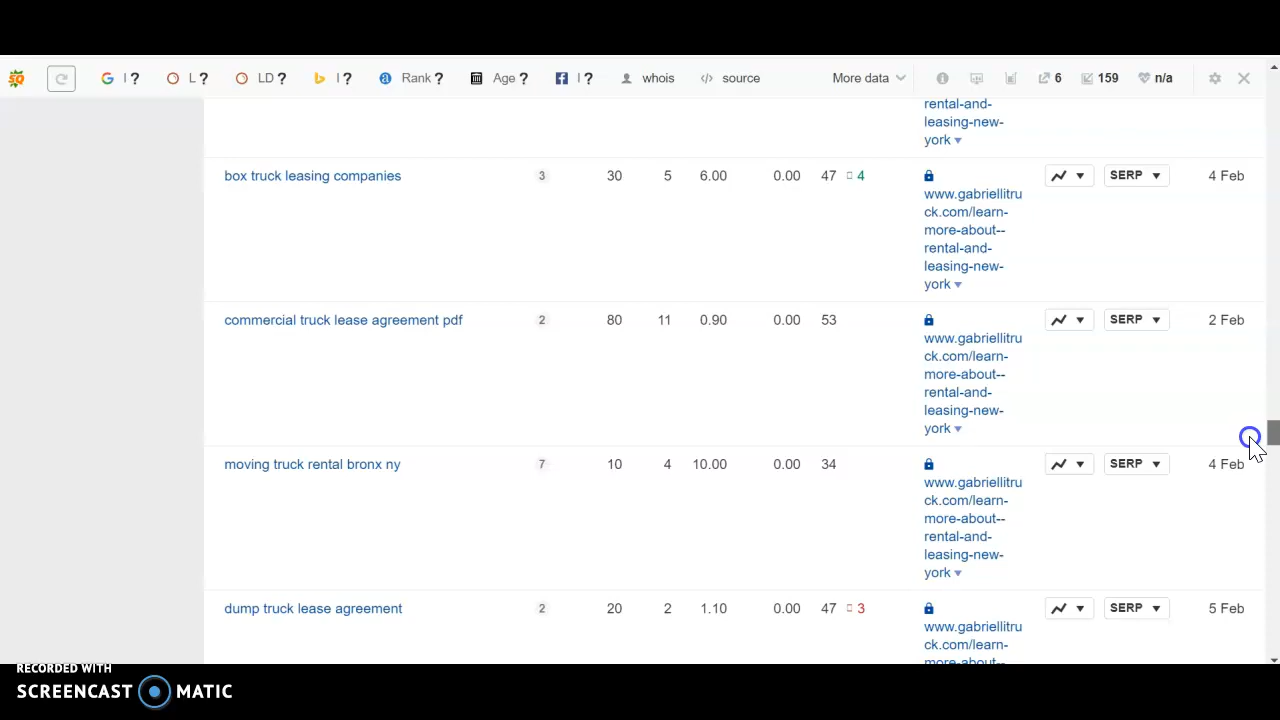 SQ G I ? L ? LD ? b I ? a Rank ? Age ? f I ? whois </> source More data 6 159 n/a
rental-and-
leasing-new-
york
box truck leasing companies 3 30 5 6.00 0.00 47 4 SERP 4 Feb
www.gabriellitru
ck.com/learn-
more-about--
rental-and-
leasing-new-
york
commercial truck lease agreement pdf 2 80 11 0.90 0.00 53 SERP 2 Feb
www.gabriellitru
ck.com/learn-
more-about--
rental-and-
leasing-new-
york
moving truck rental bronx ny 7 10 4 10.00 0.00 34 SERP 4 Feb
www.gabriellitru
ck.com/learn-
more-about--
rental-and-
leasing-new-
york
dump truck lease agreement 2 20 2 1.10 0.00 47 3 SERP 5 Feb
www.gabriellitru
ck.com/learn-
more-about--
RECORDED WITH
SCREENCAST MATIC